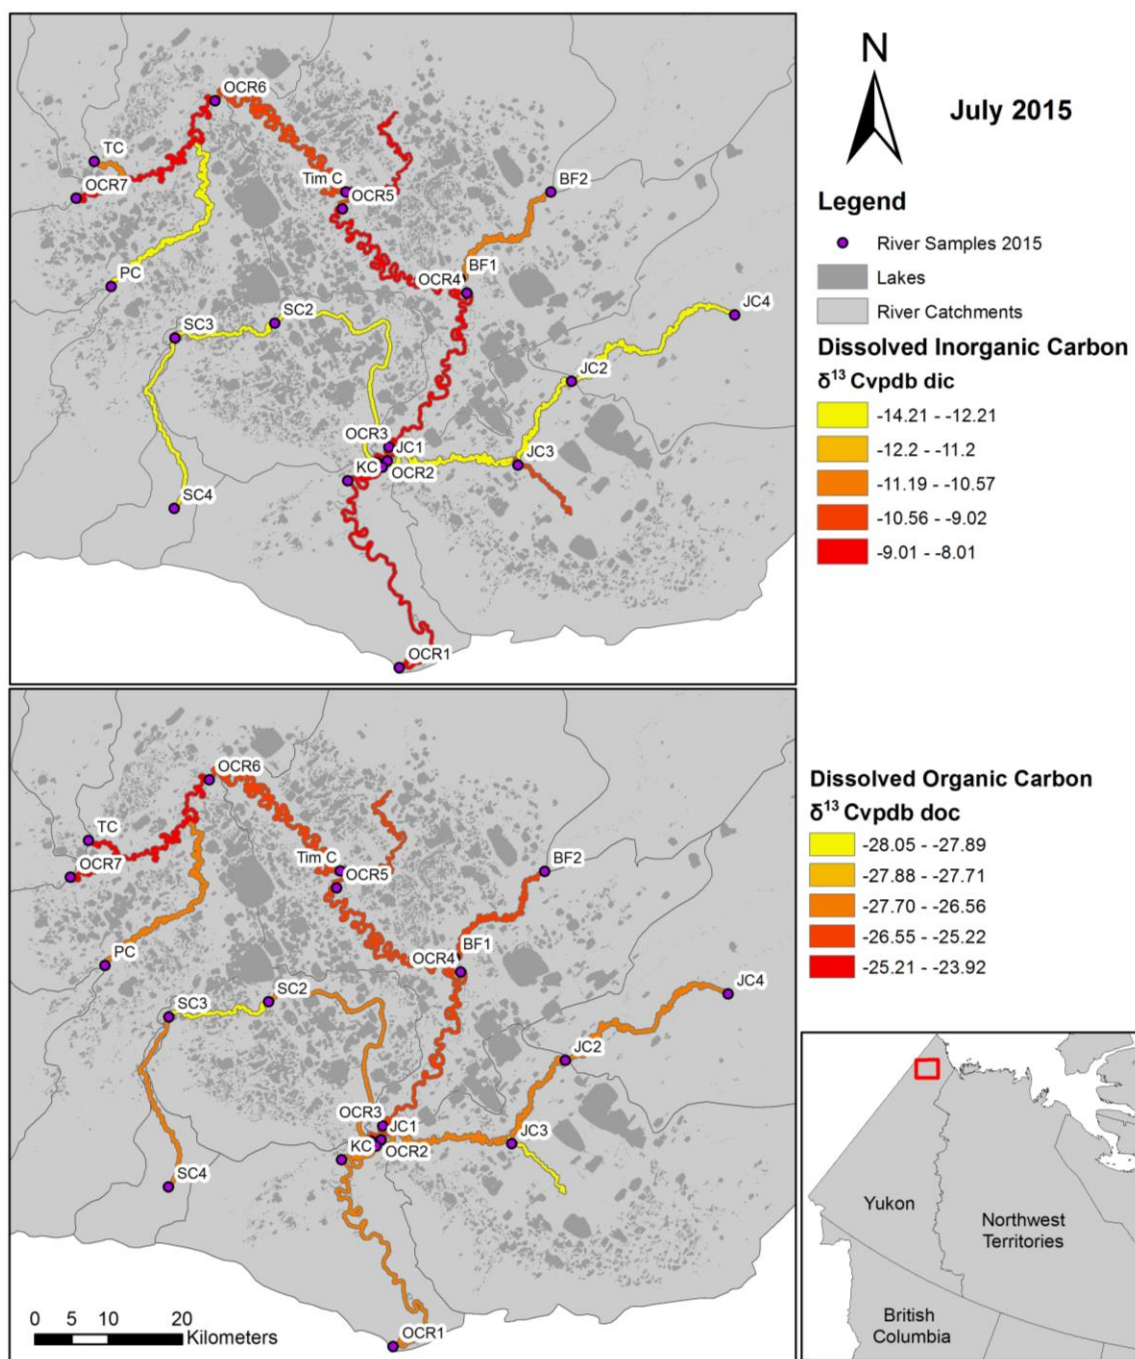 N
July 2015
Legend
River Samples 2015
Lakes
River Catchments
Dissolved Inorganic Carbon
δ¹³ Cvpdb dic
-14.21 - -12.21
-12.2 - -11.2
-11.19 - -10.57
-10.56 - -9.02
-9.01 - -8.01
OCR6
TC
OCR7
Tim C
OCR5
BF2
BF1
OCR4
PC
SC3
SC2
JC4
JC2
OCR3
JC1
KC
OCR2
JC3
SC4
OCR1
Dissolved Organic Carbon
δ¹³ Cvpdb doc
-28.05 - -27.89
-27.88 - -27.71
-27.70 - -26.56
-26.55 - -25.22
-25.21 - -23.92
OCR6
TC
OCR7
Tim C
OCR5
BF2
BF1
OCR4
PC
SC3
SC2
JC4
JC2
OCR3
JC1
KC
OCR2
JC3
SC4
OCR1
0 5 10 20
Kilometers
Yukon
Northwest
Territories
British
Columbia